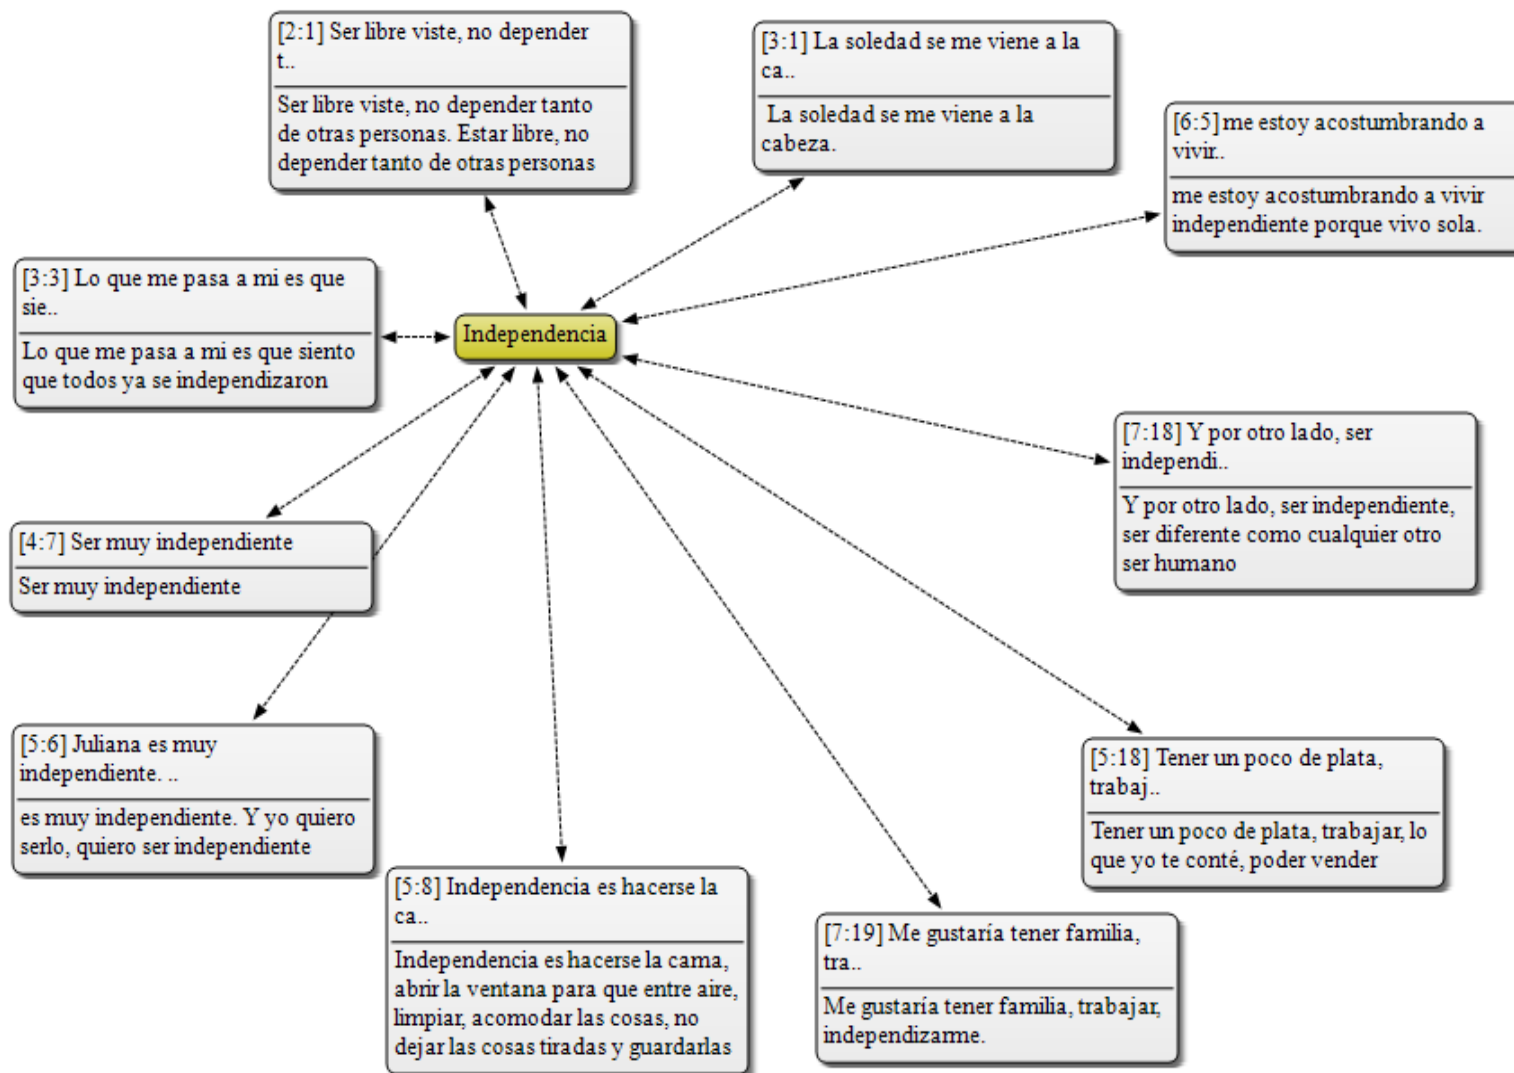 [2:1] Ser libre viste, no depender
t..
Ser libre viste, no depender tanto
de otras personas. Estar libre, no
depender tanto de otras personas
[3:1] La soledad se me viene a la
ca..
La soledad se me viene a la
cabeza.
[6:5] me estoy acostumbrando a
vivir..
me estoy acostumbrando a vivir
independiente porque vivo sola.
[3:3] Lo que me pasa a mi es que
sie..
Lo que me pasa a mi es que siento
que todos ya se independizaron
Independencia
[7:18] Y por otro lado, ser
independi..
Y por otro lado, ser independiente,
ser diferente como cualquier otro
ser humano
[4:7] Ser muy independiente
Ser muy independiente
[5:6] Juliana es muy
independiente. ..
es muy independiente. Y yo quiero
serlo, quiero ser independiente
[5:18] Tener un poco de plata,
trabaj..
Tener un poco de plata, trabajar, lo
que yo te conté, poder vender
[5:8] Independencia es hacerse la
ca..
Independencia es hacerse la cama,
abrir la ventana para que entre aire,
limpiar, acomodar las cosas, no
dejar las cosas tiradas y guardarlas
[7:19] Me gustaría tener familia,
tra..
Me gustaría tener familia, trabajar,
independizarme.